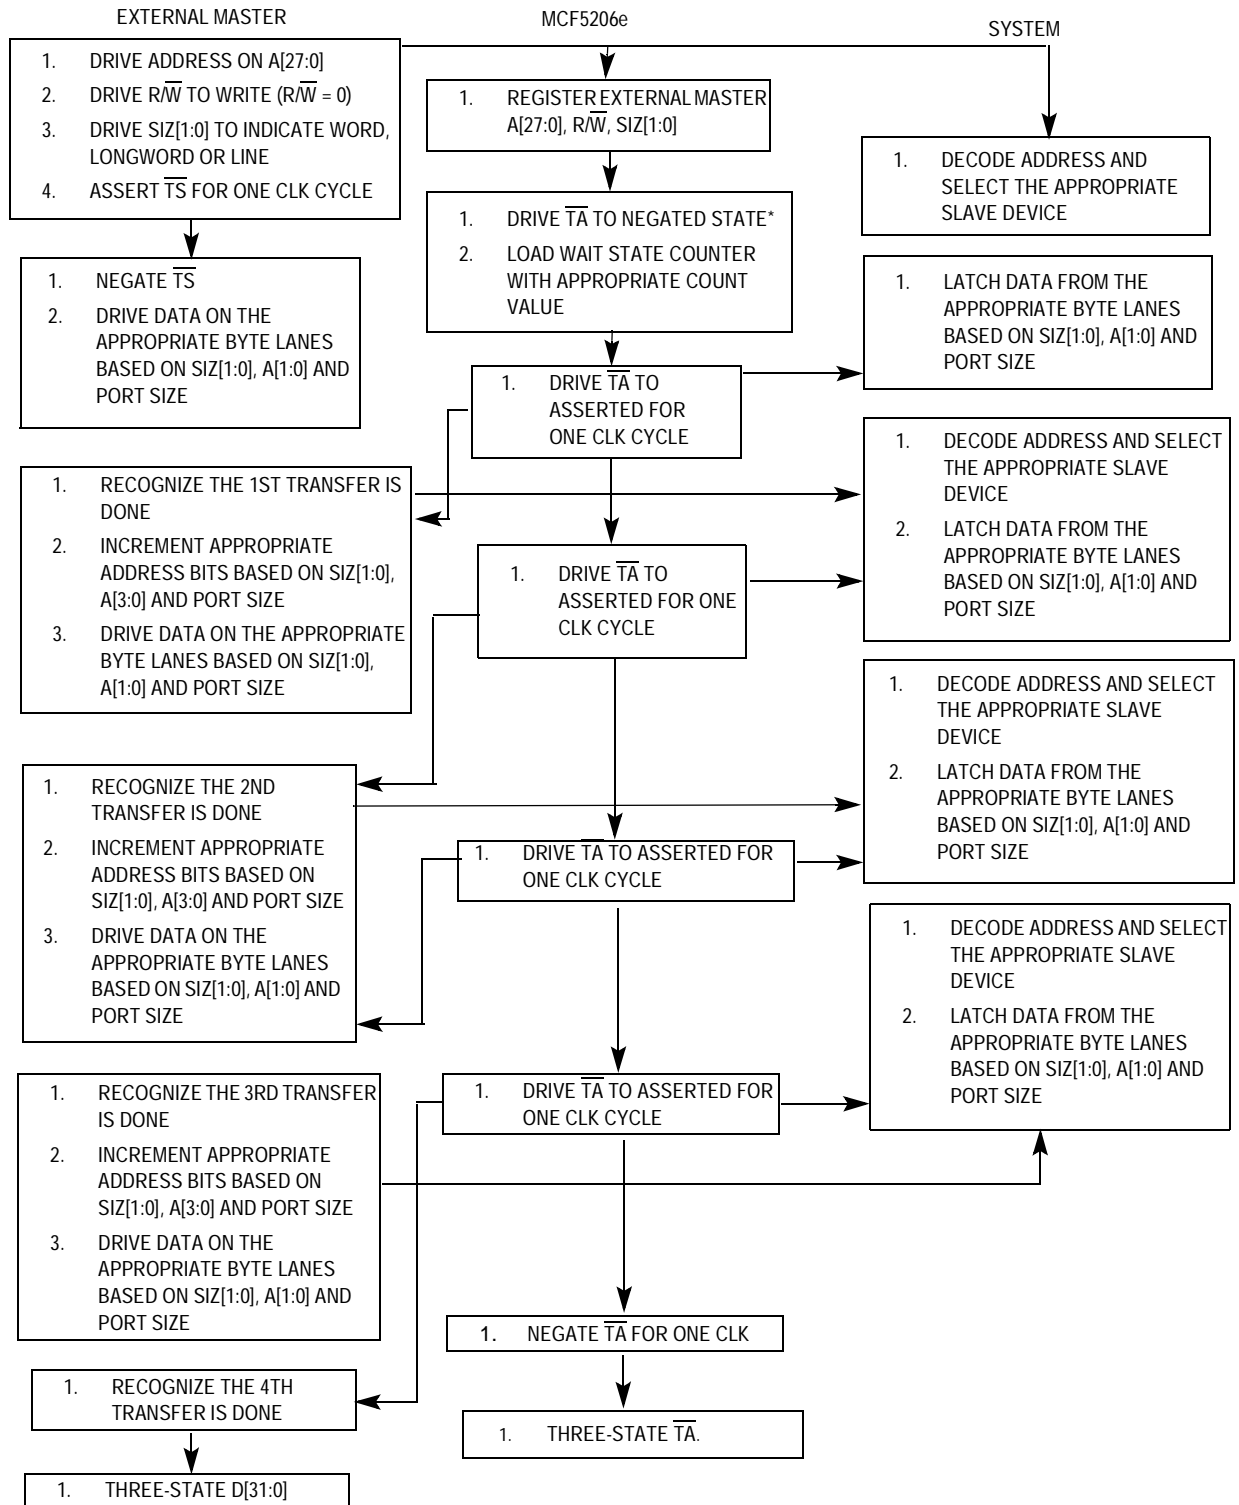 EXTERNAL MASTER
1. DRIVE ADDRESS ON A[27:0]
2. DRIVE R/W̅ TO WRITE (R/W̅ = 0)
3. DRIVE SIZ[1:0] TO INDICATE WORD,
LONGWORD OR LINE
4. ASSERT T̅S̅ FOR ONE CLK CYCLE
1. NEGATE T̅S̅
2. DRIVE DATA ON THE
APPROPRIATE BYTE LANES
BASED ON SIZ[1:0], A[1:0] AND
PORT SIZE
1. RECOGNIZE THE 1ST TRANSFER IS
DONE
2. INCREMENT APPROPRIATE
ADDRESS BITS BASED ON SIZ[1:0],
A[3:0] AND PORT SIZE
3. DRIVE DATA ON THE APPROPRIATE
BYTE LANES BASED ON SIZ[1:0],
A[1:0] AND PORT SIZE
1. RECOGNIZE THE 2ND
TRANSFER IS DONE
2. INCREMENT APPROPRIATE
ADDRESS BITS BASED ON
SIZ[1:0], A[3:0] AND PORT SIZE
3. DRIVE DATA ON THE
APPROPRIATE BYTE LANES
BASED ON SIZ[1:0], A[1:0] AND
PORT SIZE
1. RECOGNIZE THE 3RD TRANSFER
IS DONE
2. INCREMENT APPROPRIATE
ADDRESS BITS BASED ON
SIZ[1:0], A[3:0] AND PORT SIZE
3. DRIVE DATA ON THE
APPROPRIATE BYTE LANES
BASED ON SIZ[1:0], A[1:0] AND
PORT SIZE
1. RECOGNIZE THE 4TH
TRANSFER IS DONE
1. THREE-STATE D[31:0]
MCF5206e
1. REGISTER EXTERNAL MASTER
A[27:0], R/W̅, SIZ[1:0]
1. DRIVE T̅A̅ TO NEGATED STATE*
2. LOAD WAIT STATE COUNTER
WITH APPROPRIATE COUNT
VALUE
1. DRIVE T̅A̅ TO
ASSERTED FOR
ONE CLK CYCLE
1. DRIVE T̅A̅ TO
ASSERTED FOR ONE
CLK CYCLE
1. DRIVE T̅A̅ TO ASSERTED FOR
ONE CLK CYCLE
1. DRIVE T̅A̅ TO ASSERTED FOR
ONE CLK CYCLE
1. NEGATE T̅A̅ FOR ONE CLK
1. THREE-STATE T̅A̅.
SYSTEM
1. DECODE ADDRESS AND
SELECT THE APPROPRIATE
SLAVE DEVICE
1. LATCH DATA FROM THE
APPROPRIATE BYTE LANES
BASED ON SIZ[1:0], A[1:0] AND
PORT SIZE
1. DECODE ADDRESS AND SELECT
THE APPROPRIATE SLAVE
DEVICE
2. LATCH DATA FROM THE
APPROPRIATE BYTE LANES
BASED ON SIZ[1:0], A[1:0] AND
PORT SIZE
1. DECODE ADDRESS AND SELECT
THE APPROPRIATE SLAVE
DEVICE
2. LATCH DATA FROM THE
APPROPRIATE BYTE LANES
BASED ON SIZ[1:0], A[1:0] AND
PORT SIZE
1. DECODE ADDRESS AND SELECT
THE APPROPRIATE SLAVE
DEVICE
2. LATCH DATA FROM THE
APPROPRIATE BYTE LANES
BASED ON SIZ[1:0], A[1:0] AND
PORT SIZE